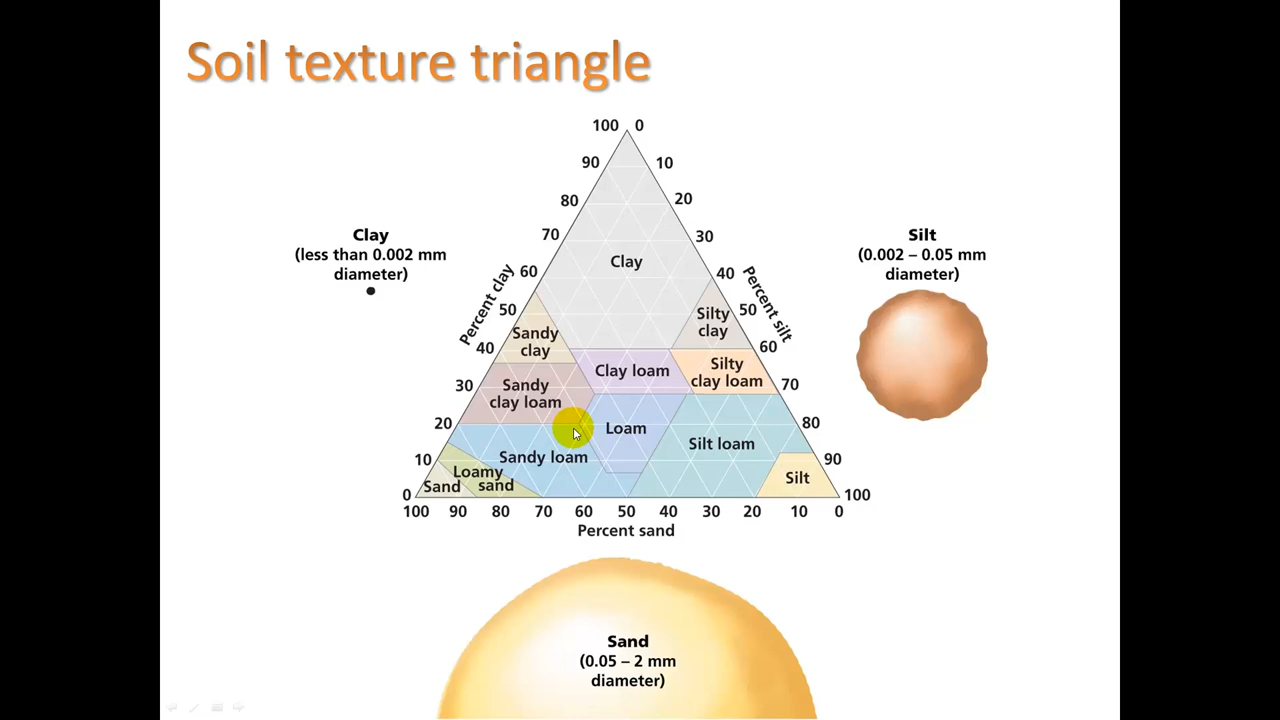 Soil texture triangle
100 0
90 10
80 20
Clay
(less than 0.002 mm
diameter)
Silt
(0.002 – 0.05 mm
diameter)
70 30
Clay
60 40
Percent clay
Percent silt
50 50
Sandy
clay
Silty
clay
40 60
Clay loam
Silty
clay loam
30 70
Sandy
clay loam
20 80
Loam
Silt loam
Sandy loam
10 90
Loamy
sand
Sand
Silt
0 100
100 90 80 70 60 50 40 30 20 10 0
Percent sand
Sand
(0.05 – 2 mm
diameter)